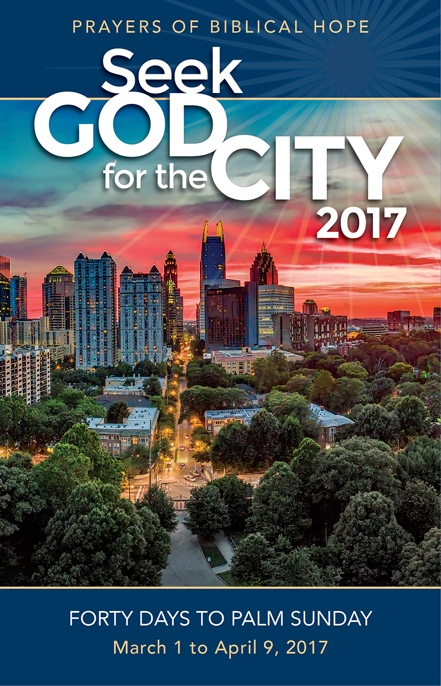 PRAYERS OF BIBLICAL HOPE
Seek
GOD
for the CITY
2017
FORTY DAYS TO PALM SUNDAY
March 1 to April 9, 2017